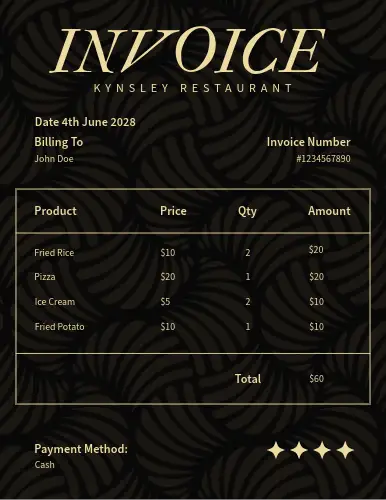 INVOICE
KYNSLEY RESTAURANT
Date 4th June 2028
Billing To Invoice Number
John Doe #1234567890
Product Price Qty Amount
Fried Rice $10 2 $20
Pizza $20 1 $20
Ice Cream $5 2 $10
Fried Potato $10 1 $10
Total $60
Payment Method:
Cash